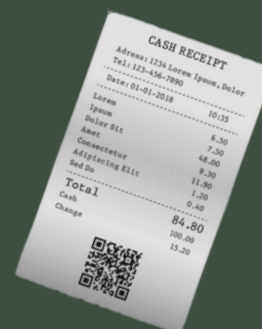 CASH RECEIPT
Adress: 1234 Lorem Ipsum, Dolor
Tel: 123-456-7890
Date: 01-01-2018 10:35
Lorem 6.50
Ipsum 7.50
Dolor Sit 48.00
Amet 9.30
Consectetur 11.90
Adipiscing Elit 1.20
Sed Do 0.40
Total 84.80
Cash 100.00
Change 15.20